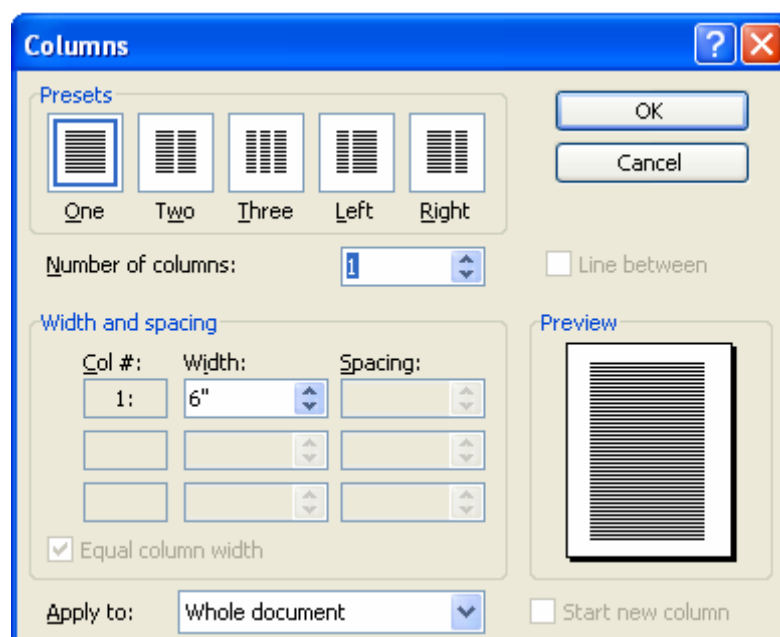 Columns
Presets
OK
Cancel
One Two Three Left Right
Number of columns: 1
Line between
Width and spacing
Preview
Col #: Width: Spacing:
1: 6"
Equal column width
Apply to: Whole document
Start new column